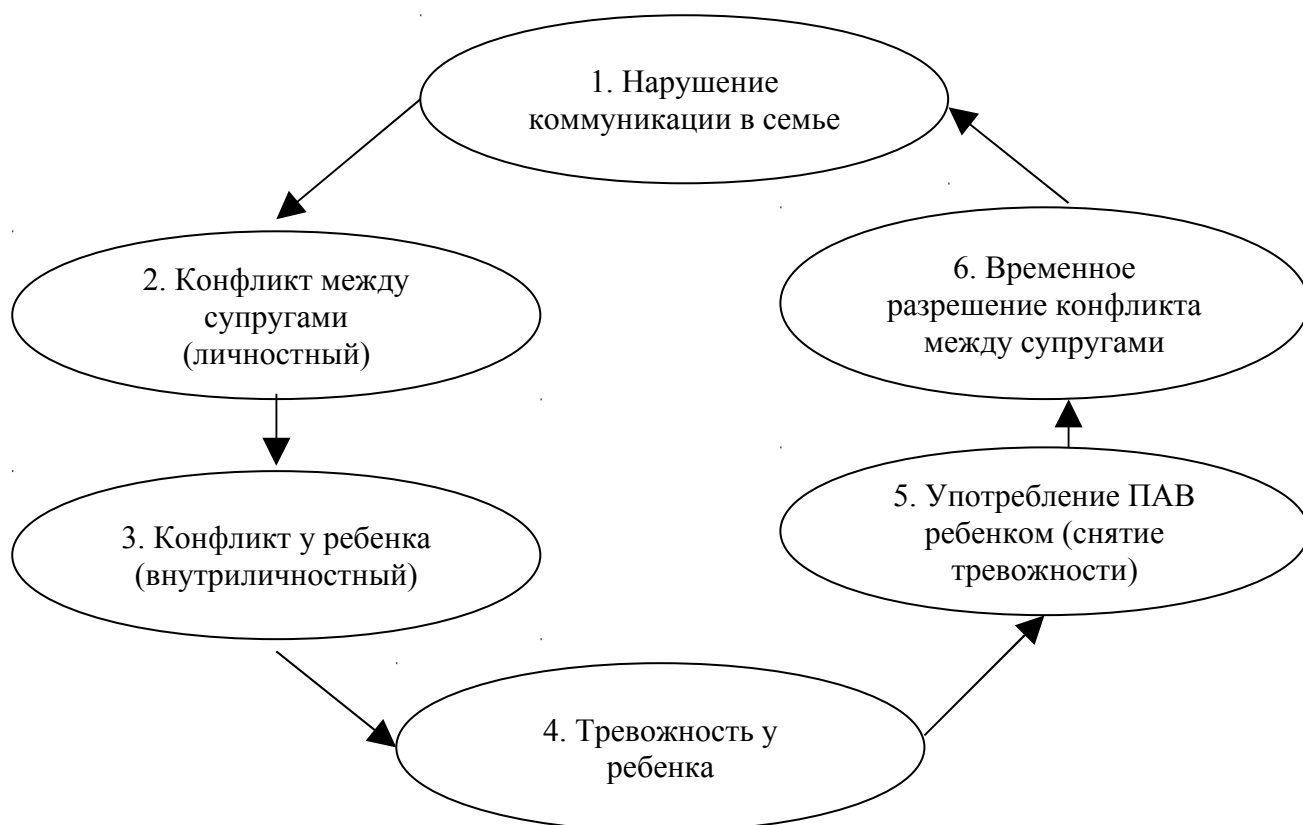 1. Нарушение
коммуникации в семье
2. Конфликт между
супругами
(личностный)
3. Конфликт у ребенка
(внутриличностный)
4. Тревожность у
ребенка
5. Употребление ПАВ
ребенком (снятие
тревожности)
6. Временное
разрешение конфликта
между супругами